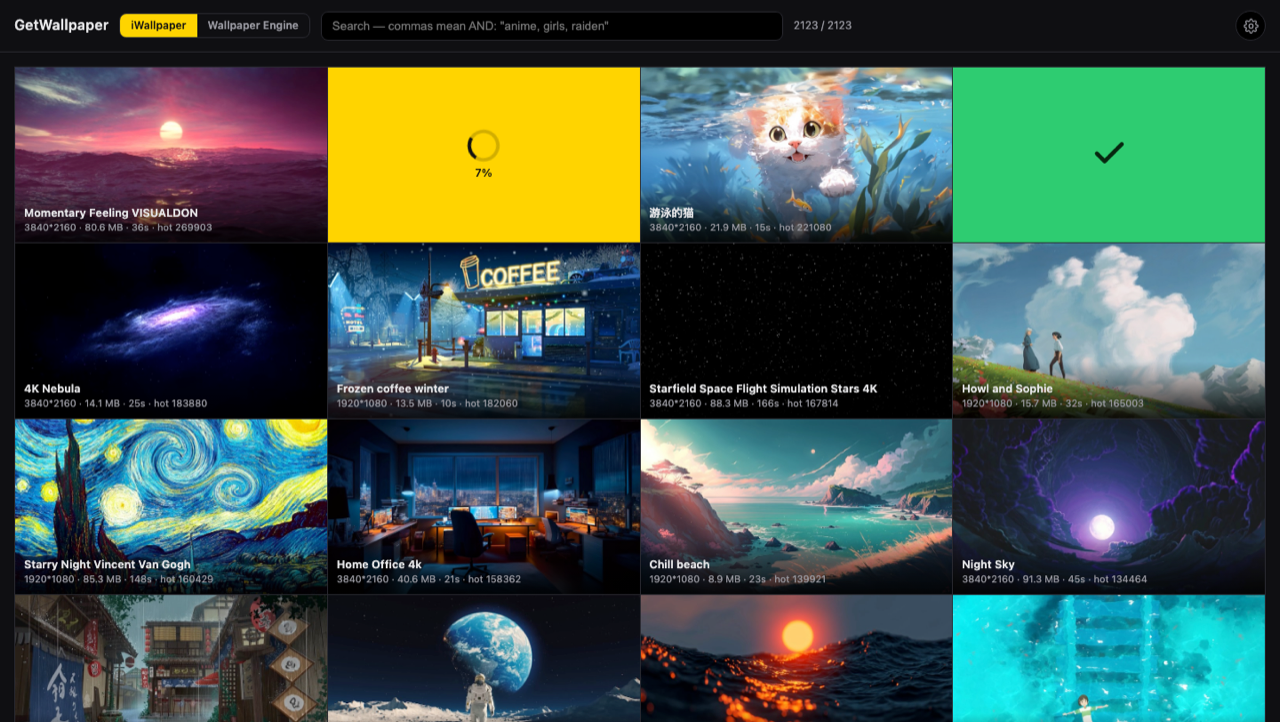 GetWallpaper
iWallpaper
Wallpaper Engine
Search — commas mean AND: "anime, girls, raiden"
2123 / 2123
Momentary Feeling VISUALDON
3840*2160 · 80.6 MB · 36s · hot 269903
7%
游泳的猫
3840*2160 · 21.9 MB · 15s · hot 221080
4K Nebula
3840*2160 · 14.1 MB · 25s · hot 183880
COFFEE
MOTEL
Frozen coffee winter
1920*1080 · 13.5 MB · 10s · hot 182060
Starfield Space Flight Simulation Stars 4K
3840*2160 · 88.3 MB · 166s · hot 167814
Howl and Sophie
1920*1080 · 15.7 MB · 32s · hot 165003
Starry Night Vincent Van Gogh
1920*1080 · 85.3 MB · 148s · hot 160429
Home Office 4k
3840*2160 · 40.6 MB · 21s · hot 158362
Chill beach
1920*1080 · 8.9 MB · 23s · hot 139921
Night Sky
3840*2160 · 91.3 MB · 45s · hot 134464